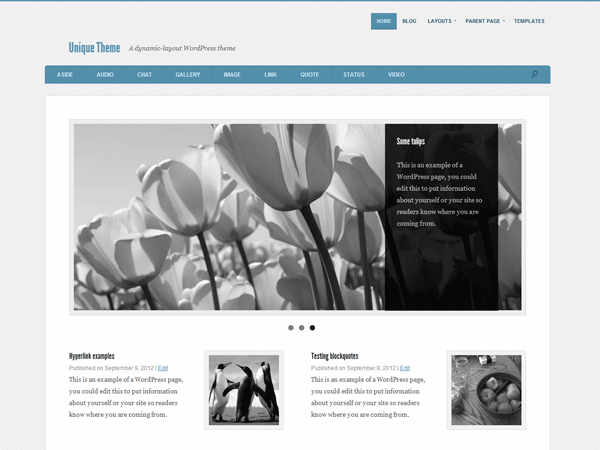 HOME BLOG LAYOUTS PARENT PAGE TEMPLATES
Unique Theme A dynamic-layout WordPress theme
ASIDE AUDIO CHAT GALLERY IMAGE LINK QUOTE STATUS VIDEO
Some tulips
This is an example of a
WordPress page, you could
edit this to put information
about yourself or your site so
readers know where you are
coming from.
Hyperlink examples
Published on September 9, 2012 | Edit
This is an example of a WordPress page,
you could edit this to put information
about yourself or your site so readers
know where you are coming from.
Testing blockquotes
Published on September 9, 2012 | Edit
This is an example of a WordPress page,
you could edit this to put information
about yourself or your site so readers
know where you are coming from.